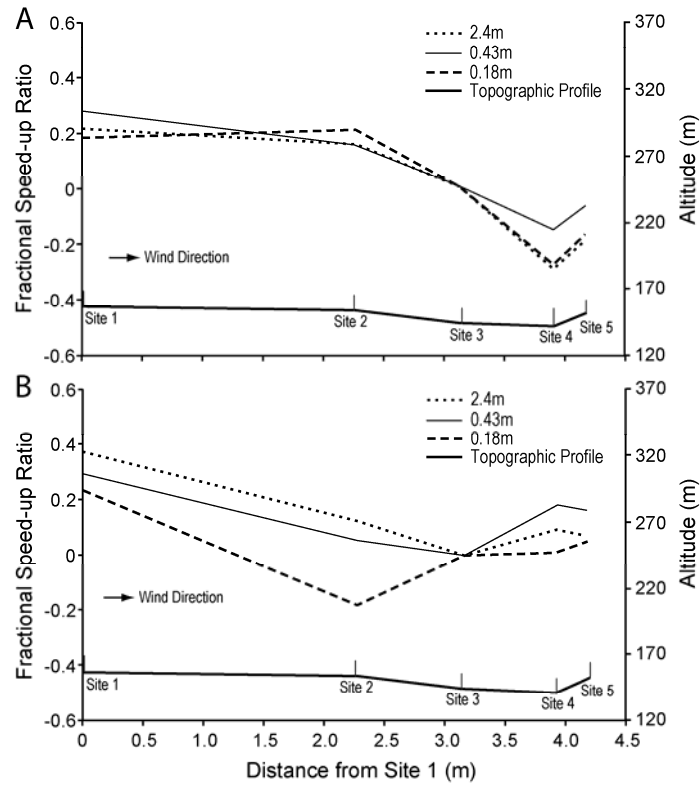 A
0.6
0.4
0.2
0
-0.2
-0.4
-0.6
Fractional Speed-up Ratio
2.4m
0.43m
0.18m
Topographic Profile
Wind Direction
Site 1
Site 2
Site 3
Site 4
Site 5
370
320
270
220
170
120
Altitude (m)
B
0.6
0.4
0.2
0
-0.2
-0.4
-0.6
Fractional Speed-up Ratio
2.4m
0.43m
0.18m
Topographic Profile
Wind Direction
Site 1
Site 2
Site 3
Site 4
Site 5
370
320
270
220
170
120
Altitude (m)
0 0.5 1.0 1.5 2.0 2.5 3.0 3.5 4.0 4.5
Distance from Site 1 (m)